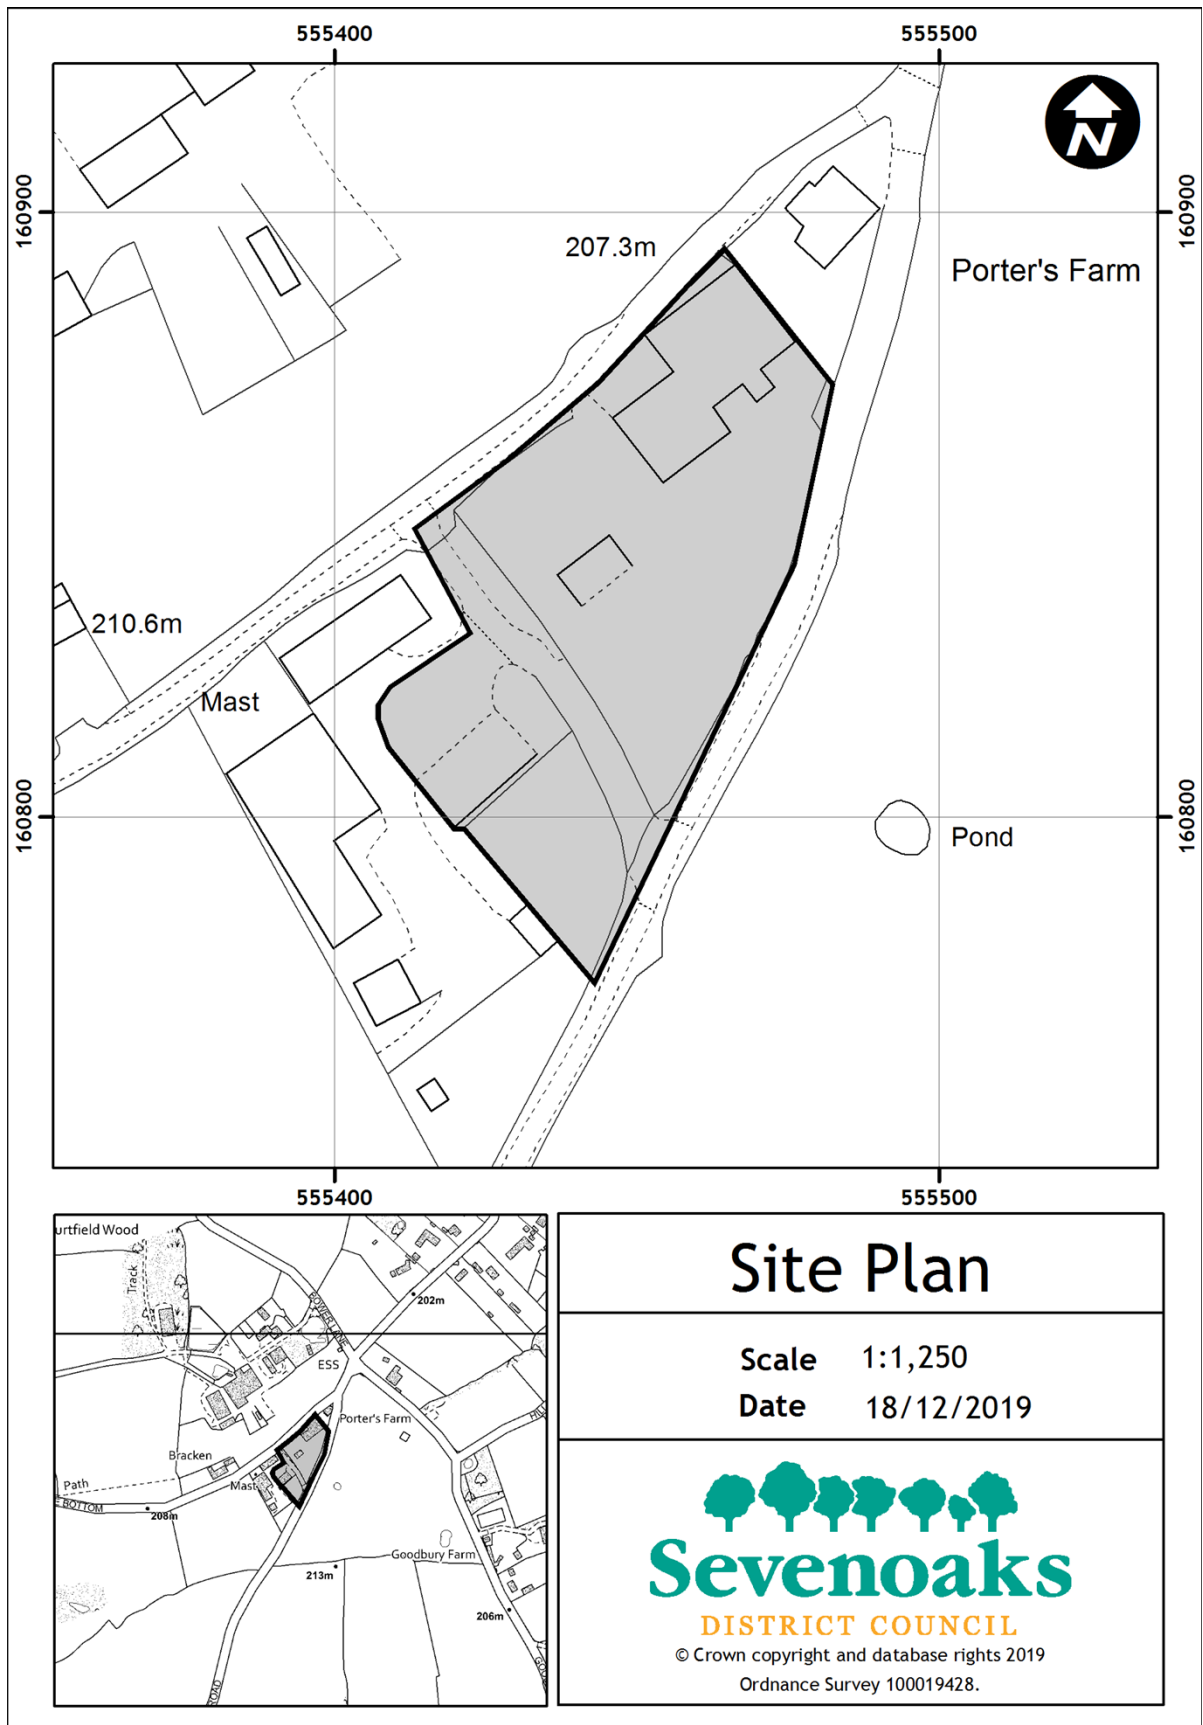 555400
555500
N
160900
160900
207.3m
Porter's Farm
210.6m
Mast
160800
160800
Pond
555400
555500
urtfield Wood
Track
202m
BOWER LANE
ESS
Porter's Farm
Bracken
Path
Mast
BOTTOM
208m
Goodbury Farm
213m
206m
ROAD
Site Plan
Scale 1:1,250
Date 18/12/2019
Sevenoaks
DISTRICT COUNCIL
© Crown copyright and database rights 2019
Ordnance Survey 100019428.